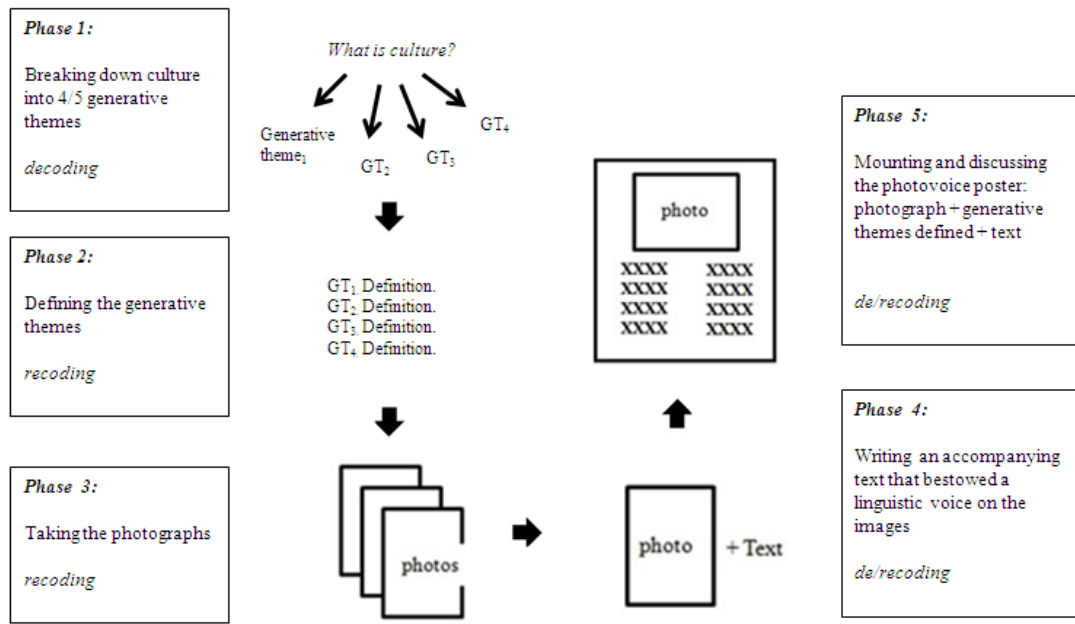 Phase 1:
Breaking down culture
into 4/5 generative
themes
decoding
Phase 2:
Defining the generative
themes
recoding
Phase 3:
Taking the photographs
recoding
What is culture?
Generative
theme₁
GT₂
GT₃
GT₄
GT₁. Definition.
GT₂. Definition.
GT₃. Definition.
GT₄. Definition.
photos
photo
+ Text
photo
XXXX XXXX
XXXX XXXX
XXXX XXXX
XXXX XXXX
Phase 5:
Mounting and discussing
the photovoice poster:
photograph + generative
themes defined + text
de/recoding
Phase 4:
Writing an accompanying
text that bestowed a
linguistic voice on the
images
de/recoding